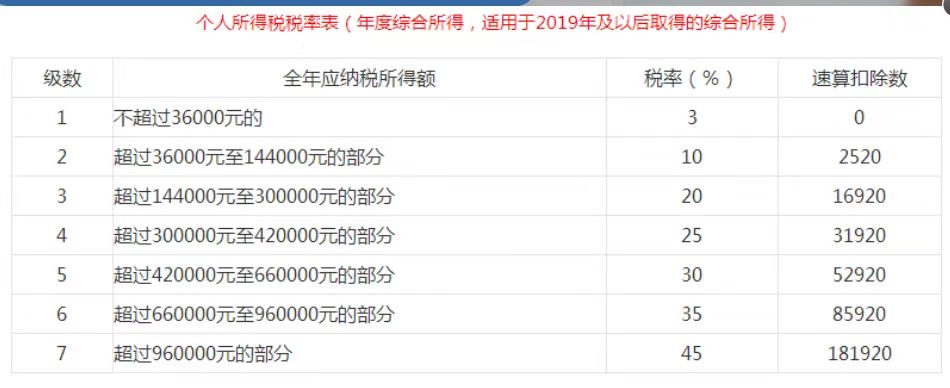 个人所得税税率表（年度综合所得，适用于2019年及以后取得的综合所得）
级数 全年应纳税所得额 税率（%） 速算扣除数
1 不超过36000元的 3 0
2 超过36000元至144000元的部分 10 2520
3 超过144000元至300000元的部分 20 16920
4 超过300000元至420000元的部分 25 31920
5 超过420000元至660000元的部分 30 52920
6 超过660000元至960000元的部分 35 85920
7 超过960000元的部分 45 181920